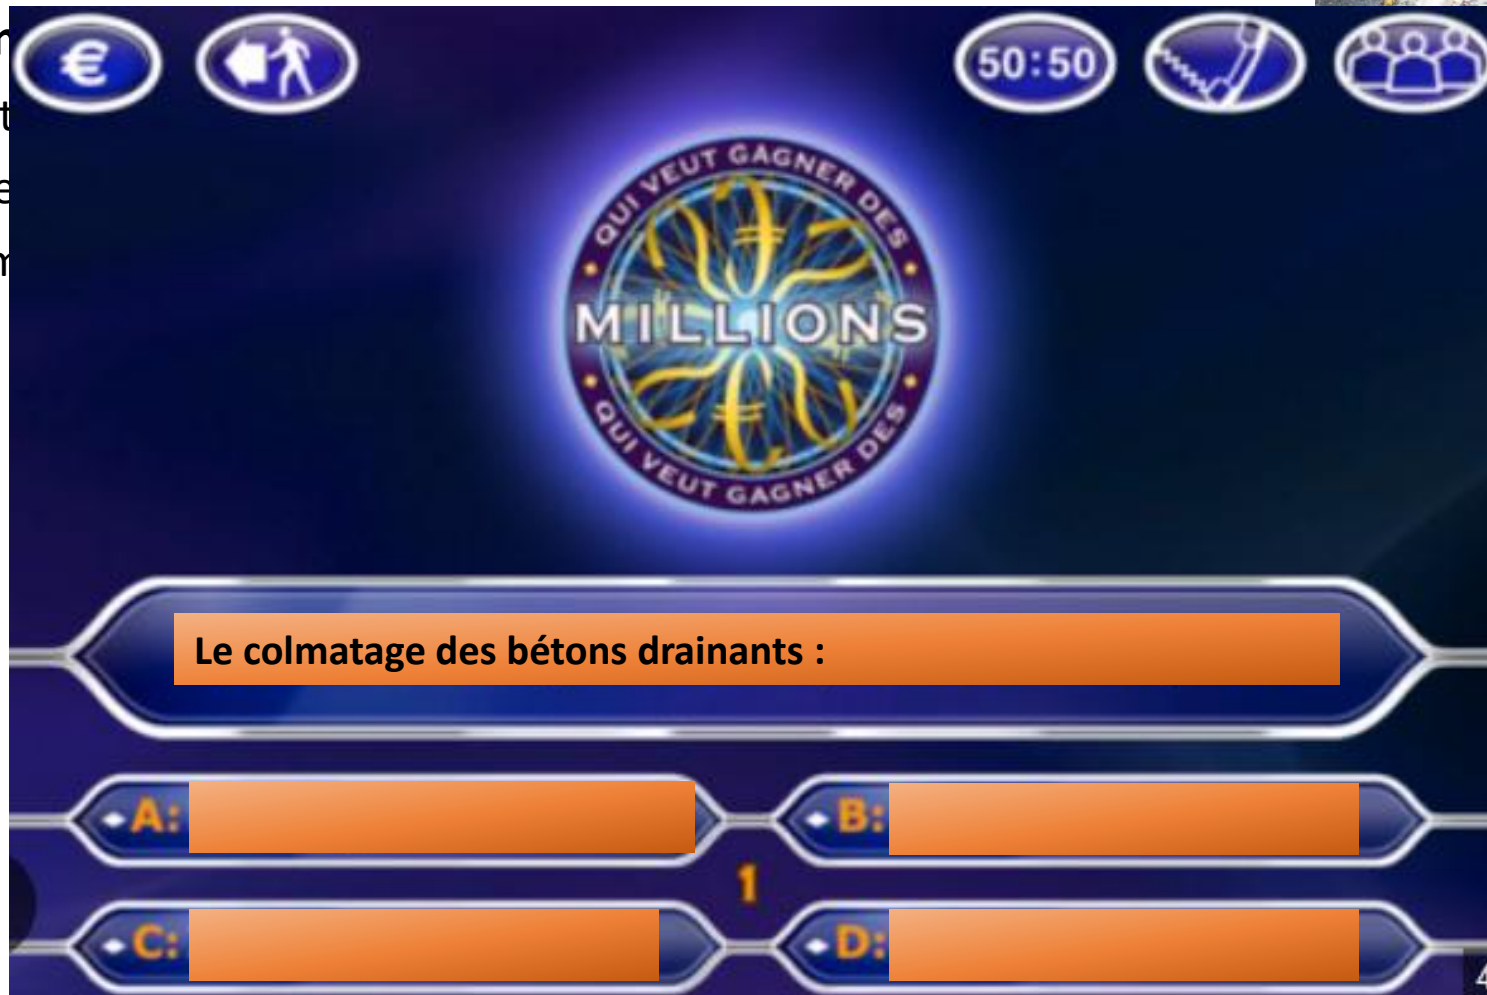 €
50:50
QUI VEUT GAGNER DES
MILLIONS
QUI VEUT GAGNER DES
Le colmatage des bétons drainants :
A:
B:
1
C:
D: